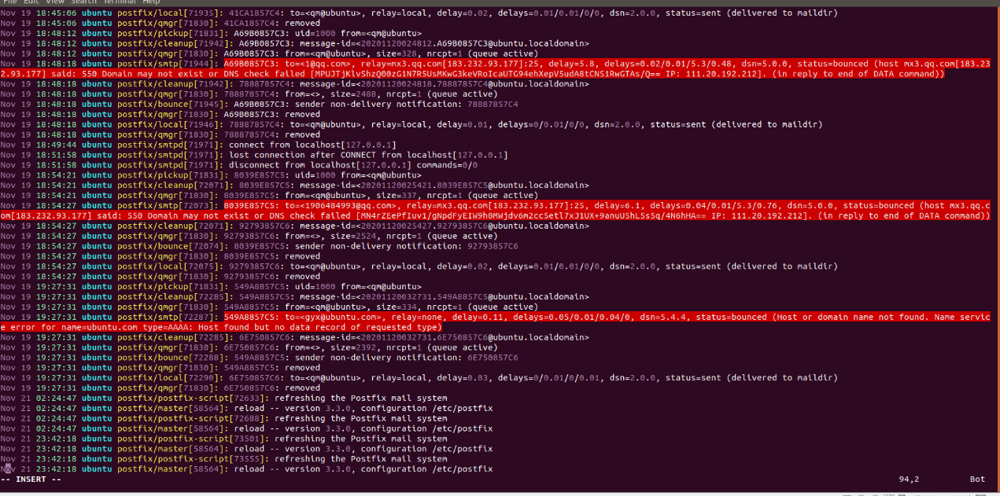 File Edit View Search Terminal Help
Nov 19 18:45:06 ubuntu postfix/local[71935]: 41CA1857C4: to=<qm@ubuntu>, relay=local, delay=0.02, delays=0.01/0.01/0/0, dsn=2.0.0, status=sent (delivered to maildir)
Nov 19 18:45:06 ubuntu postfix/qmgr[71830]: 41CA1857C4: removed
Nov 19 18:48:12 ubuntu postfix/pickup[71831]: A69B0857C3: uid=1000 from=<qm@ubuntu>
Nov 19 18:48:12 ubuntu postfix/cleanup[71942]: A69B0857C3: message-id=<20201120024812.A69B0857C3@ubuntu.localdomain>
Nov 19 18:48:12 ubuntu postfix/qmgr[71830]: A69B0857C3: from=<qm@ubuntu>, size=328, nrcpt=1 (queue active)
Nov 19 18:48:18 ubuntu postfix/smtp[71944]: A69B0857C3: to=<1@qq.com>, relay=mx3.qq.com[183.232.93.177]:25, delay=5.8, delays=0.02/0.01/5.3/0.48, dsn=5.0.0, status=bounced (host mx3.qq.com[183.23
2.93.177] said: 550 Domain may not exist or DNS check failed [MPUJTjKlvShzQ00zG1N7R5UsMKwG3keVRoIcaUTG94ehXepV5udA8tCNS1RwGTAs/Q== IP: 111.20.192.212]. (in reply to end of DATA command))
Nov 19 18:48:18 ubuntu postfix/cleanup[71942]: 78887857C4: message-id=<20201120024818.78887857C4@ubuntu.localdomain>
Nov 19 18:48:18 ubuntu postfix/qmgr[71830]: 78887857C4: from=<>, size=2488, nrcpt=1 (queue active)
Nov 19 18:48:18 ubuntu postfix/bounce[71945]: A69B0857C3: sender non-delivery notification: 78887857C4
Nov 19 18:48:18 ubuntu postfix/qmgr[71830]: A69B0857C3: removed
Nov 19 18:48:18 ubuntu postfix/local[71946]: 78887857C4: to=<qm@ubuntu>, relay=local, delay=0.01, delays=0/0.01/0/0, dsn=2.0.0, status=sent (delivered to maildir)
Nov 19 18:48:18 ubuntu postfix/qmgr[71830]: 78887857C4: removed
Nov 19 18:49:44 ubuntu postfix/smtpd[71971]: connect from localhost[127.0.0.1]
Nov 19 18:51:58 ubuntu postfix/smtpd[71971]: lost connection after CONNECT from localhost[127.0.0.1]
Nov 19 18:51:58 ubuntu postfix/smtpd[71971]: disconnect from localhost[127.0.0.1] commands=0/0
Nov 19 18:54:21 ubuntu postfix/pickup[71831]: 8039E857C5: uid=1000 from=<qm@ubuntu>
Nov 19 18:54:21 ubuntu postfix/cleanup[72071]: 8039E857C5: message-id=<20201120025421.8039E857C5@ubuntu.localdomain>
Nov 19 18:54:21 ubuntu postfix/qmgr[71830]: 8039E857C5: from=<qm@ubuntu>, size=337, nrcpt=1 (queue active)
Nov 19 18:54:27 ubuntu postfix/smtp[72073]: 8039E857C5: to=<1906484993@qq.com>, relay=mx3.qq.com[183.232.93.177]:25, delay=6.1, delays=0.04/0.01/5.3/0.76, dsn=5.0.0, status=bounced (host mx3.qq.c
om[183.232.93.177] said: 550 Domain may not exist or DNS check failed [MN4rZEePfIuv1/gNpdFyEIW9h0MWjdv6m2ccSetl7xJ1UX+9anuU5hL5sSq/4N6hHA== IP: 111.20.192.212]. (in reply to end of DATA command))
Nov 19 18:54:27 ubuntu postfix/cleanup[72071]: 92793857C6: message-id=<20201120025427.92793857C6@ubuntu.localdomain>
Nov 19 18:54:27 ubuntu postfix/qmgr[71830]: 92793857C6: from=<>, size=2524, nrcpt=1 (queue active)
Nov 19 18:54:27 ubuntu postfix/bounce[72074]: 8039E857C5: sender non-delivery notification: 92793857C6
Nov 19 18:54:27 ubuntu postfix/qmgr[71830]: 8039E857C5: removed
Nov 19 18:54:27 ubuntu postfix/local[72075]: 92793857C6: to=<qm@ubuntu>, relay=local, delay=0.02, delays=0.01/0.01/0/0, dsn=2.0.0, status=sent (delivered to maildir)
Nov 19 18:54:27 ubuntu postfix/qmgr[71830]: 92793857C6: removed
Nov 19 19:27:31 ubuntu postfix/pickup[71831]: 549A8857C5: uid=1000 from=<qm@ubuntu>
Nov 19 19:27:31 ubuntu postfix/cleanup[72285]: 549A8857C5: message-id=<20201120032731.549A8857C5@ubuntu.localdomain>
Nov 19 19:27:31 ubuntu postfix/qmgr[71830]: 549A8857C5: from=<qm@ubuntu>, size=334, nrcpt=1 (queue active)
Nov 19 19:27:31 ubuntu postfix/smtp[72287]: 549A8857C5: to=<gyx@ubuntu.com>, relay=none, delay=0.11, delays=0.05/0.01/0.04/0, dsn=5.4.4, status=bounced (Host or domain name not found. Name servic
e error for name=ubuntu.com type=AAAA: Host found but no data record of requested type)
Nov 19 19:27:31 ubuntu postfix/cleanup[72285]: 6E750857C6: message-id=<20201120032731.6E750857C6@ubuntu.localdomain>
Nov 19 19:27:31 ubuntu postfix/qmgr[71830]: 6E750857C6: from=<>, size=2392, nrcpt=1 (queue active)
Nov 19 19:27:31 ubuntu postfix/bounce[72288]: 549A8857C5: sender non-delivery notification: 6E750857C6
Nov 19 19:27:31 ubuntu postfix/qmgr[71830]: 549A8857C5: removed
Nov 19 19:27:31 ubuntu postfix/local[72290]: 6E750857C6: to=<qm@ubuntu>, relay=local, delay=0.03, delays=0/0.01/0/0.01, dsn=2.0.0, status=sent (delivered to maildir)
Nov 19 19:27:31 ubuntu postfix/qmgr[71830]: 6E750857C6: removed
Nov 21 02:24:47 ubuntu postfix/postfix-script[72633]: refreshing the Postfix mail system
Nov 21 02:24:47 ubuntu postfix/master[58564]: reload -- version 3.3.0, configuration /etc/postfix
Nov 21 02:24:47 ubuntu postfix/postfix-script[72688]: refreshing the Postfix mail system
Nov 21 02:24:47 ubuntu postfix/master[58564]: reload -- version 3.3.0, configuration /etc/postfix
Nov 21 23:42:18 ubuntu postfix/postfix-script[73501]: refreshing the Postfix mail system
Nov 21 23:42:18 ubuntu postfix/master[58564]: reload -- version 3.3.0, configuration /etc/postfix
Nov 21 23:42:18 ubuntu postfix/postfix-script[73555]: refreshing the Postfix mail system
Nov 21 23:42:18 ubuntu postfix/master[58564]: reload -- version 3.3.0, configuration /etc/postfix
-- INSERT -- 94,2 Bot